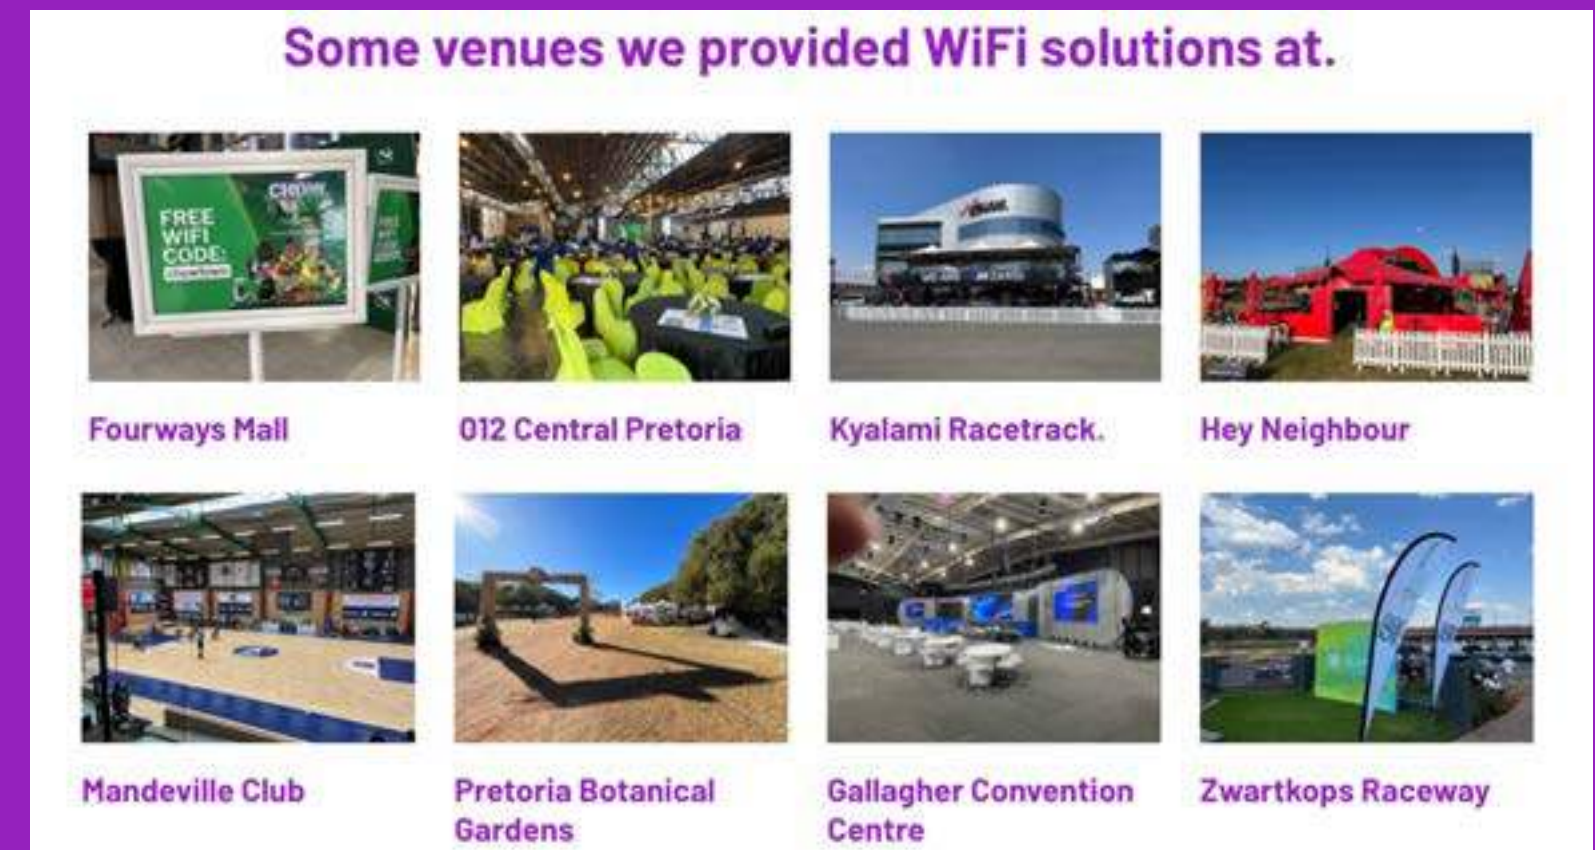 Some venues we provided WiFi solutions at.
FREE
WIFI
CODE:
Fourways Mall
012 Central Pretoria
Kyalami Racetrack.
Hey Neighbour
Mandeville Club
Pretoria Botanical
Gardens
Gallagher Convention
Centre
Zwartkops Raceway